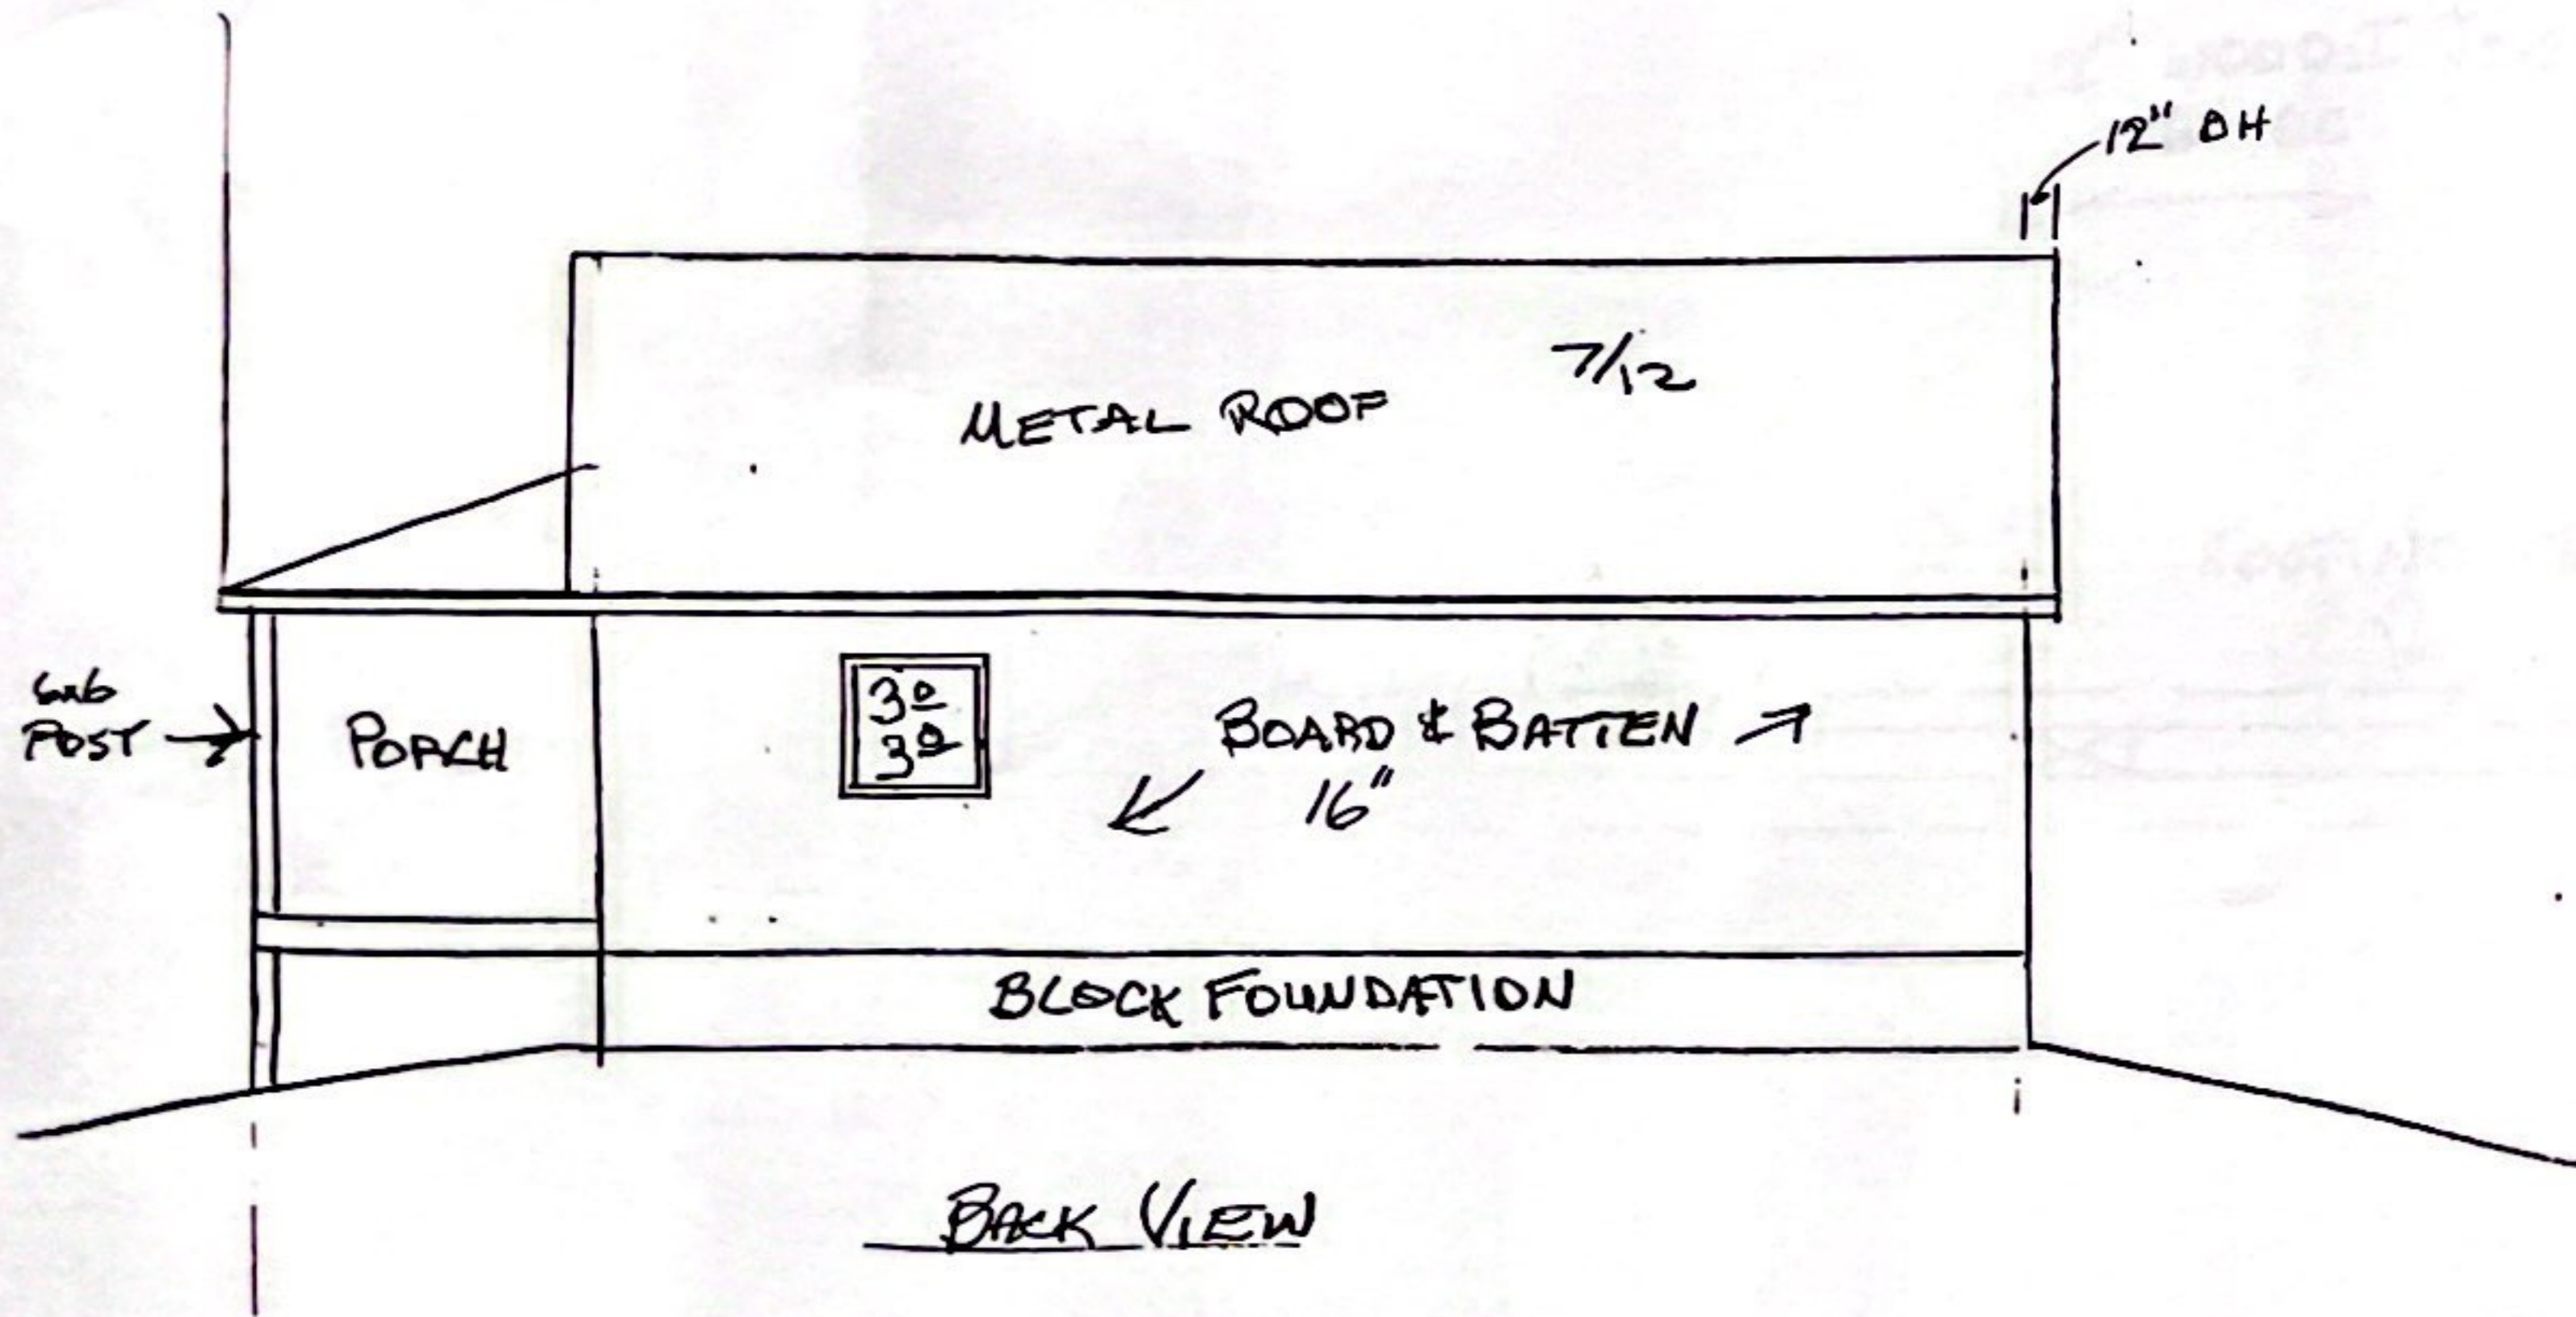 12" OH
7/12
METAL ROOF
6x6
POST
PORCH
3º
3º
BOARD & BATTEN
16"
BLOCK FOUNDATION
BACK VIEW